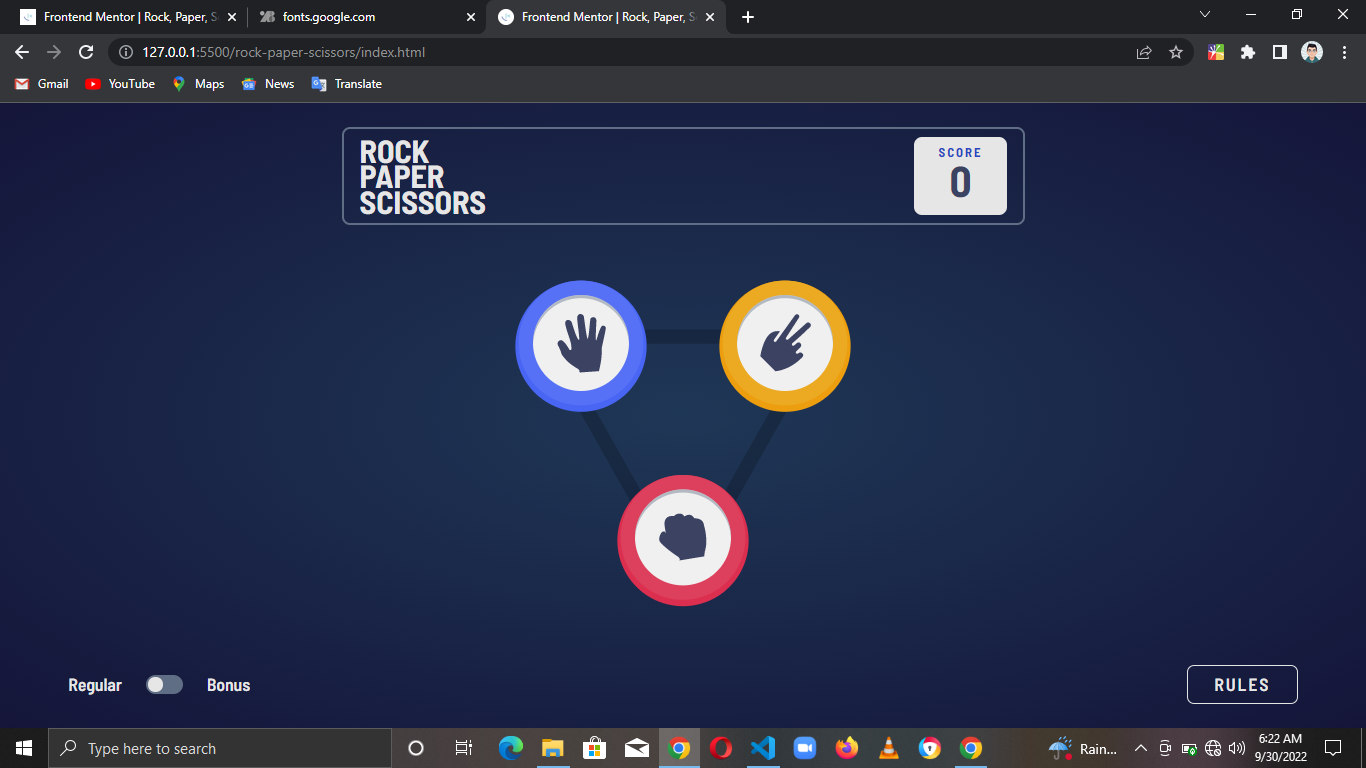 Frontend Mentor | Rock, Paper, S
fonts.google.com
Frontend Mentor | Rock, Paper, S
127.0.0.1:5500/rock-paper-scissors/index.html
Gmail
YouTube
Maps
News
Translate
ROCK
PAPER
SCISSORS
SCORE
0
Regular
Bonus
RULES
Type here to search
Rain...
6:22 AM
9/30/2022